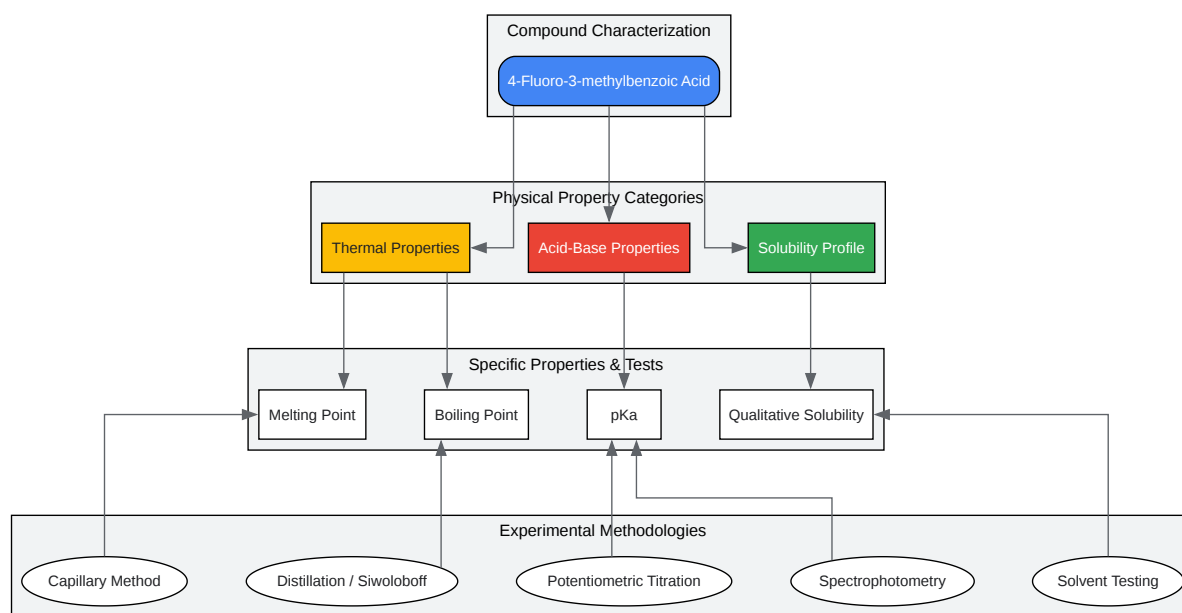 Compound Characterization
4-Fluoro-3-methylbenzoic Acid
Physical Property Categories
Thermal Properties
Acid-Base Properties
Solubility Profile
Specific Properties & Tests
Melting Point
Boiling Point
pKa
Qualitative Solubility
Experimental Methodologies
Capillary Method
Distillation / Siwoloboff
Potentiometric Titration
Spectrophotometry
Solvent Testing